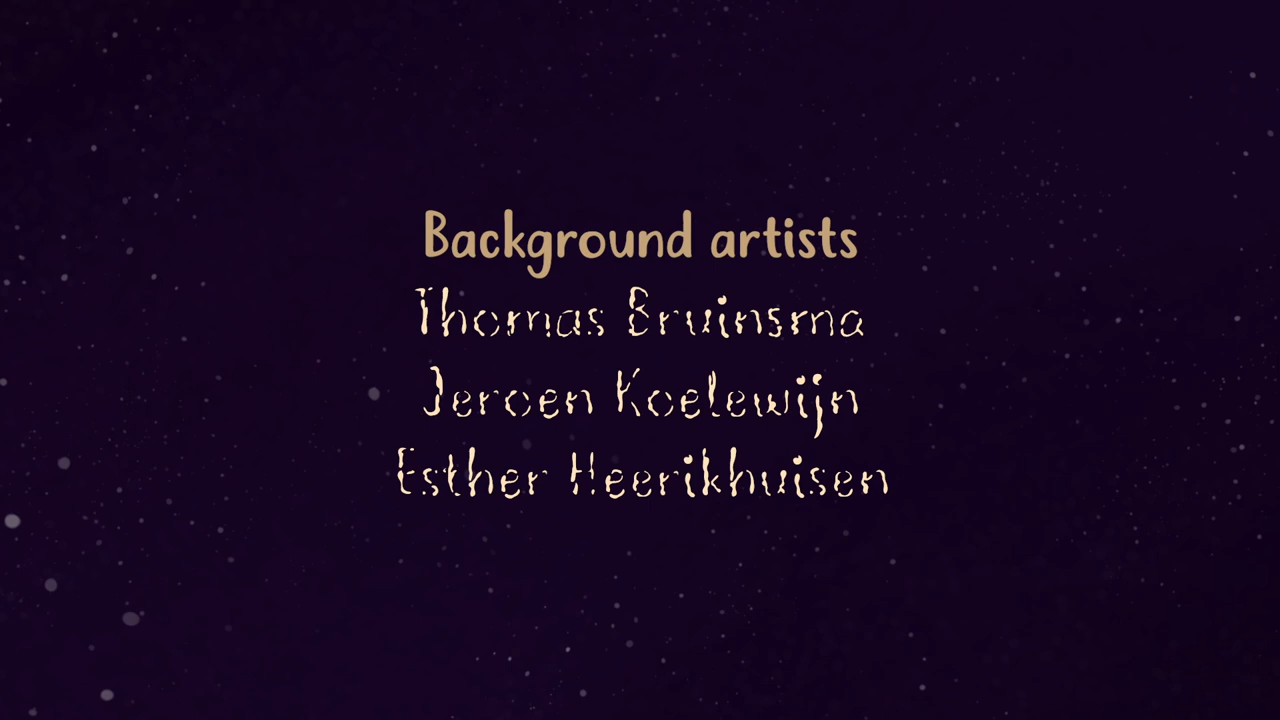 Background artists
Thomas Bruinsma
Jeroen Koelewijn
Esther Heerikhuisen